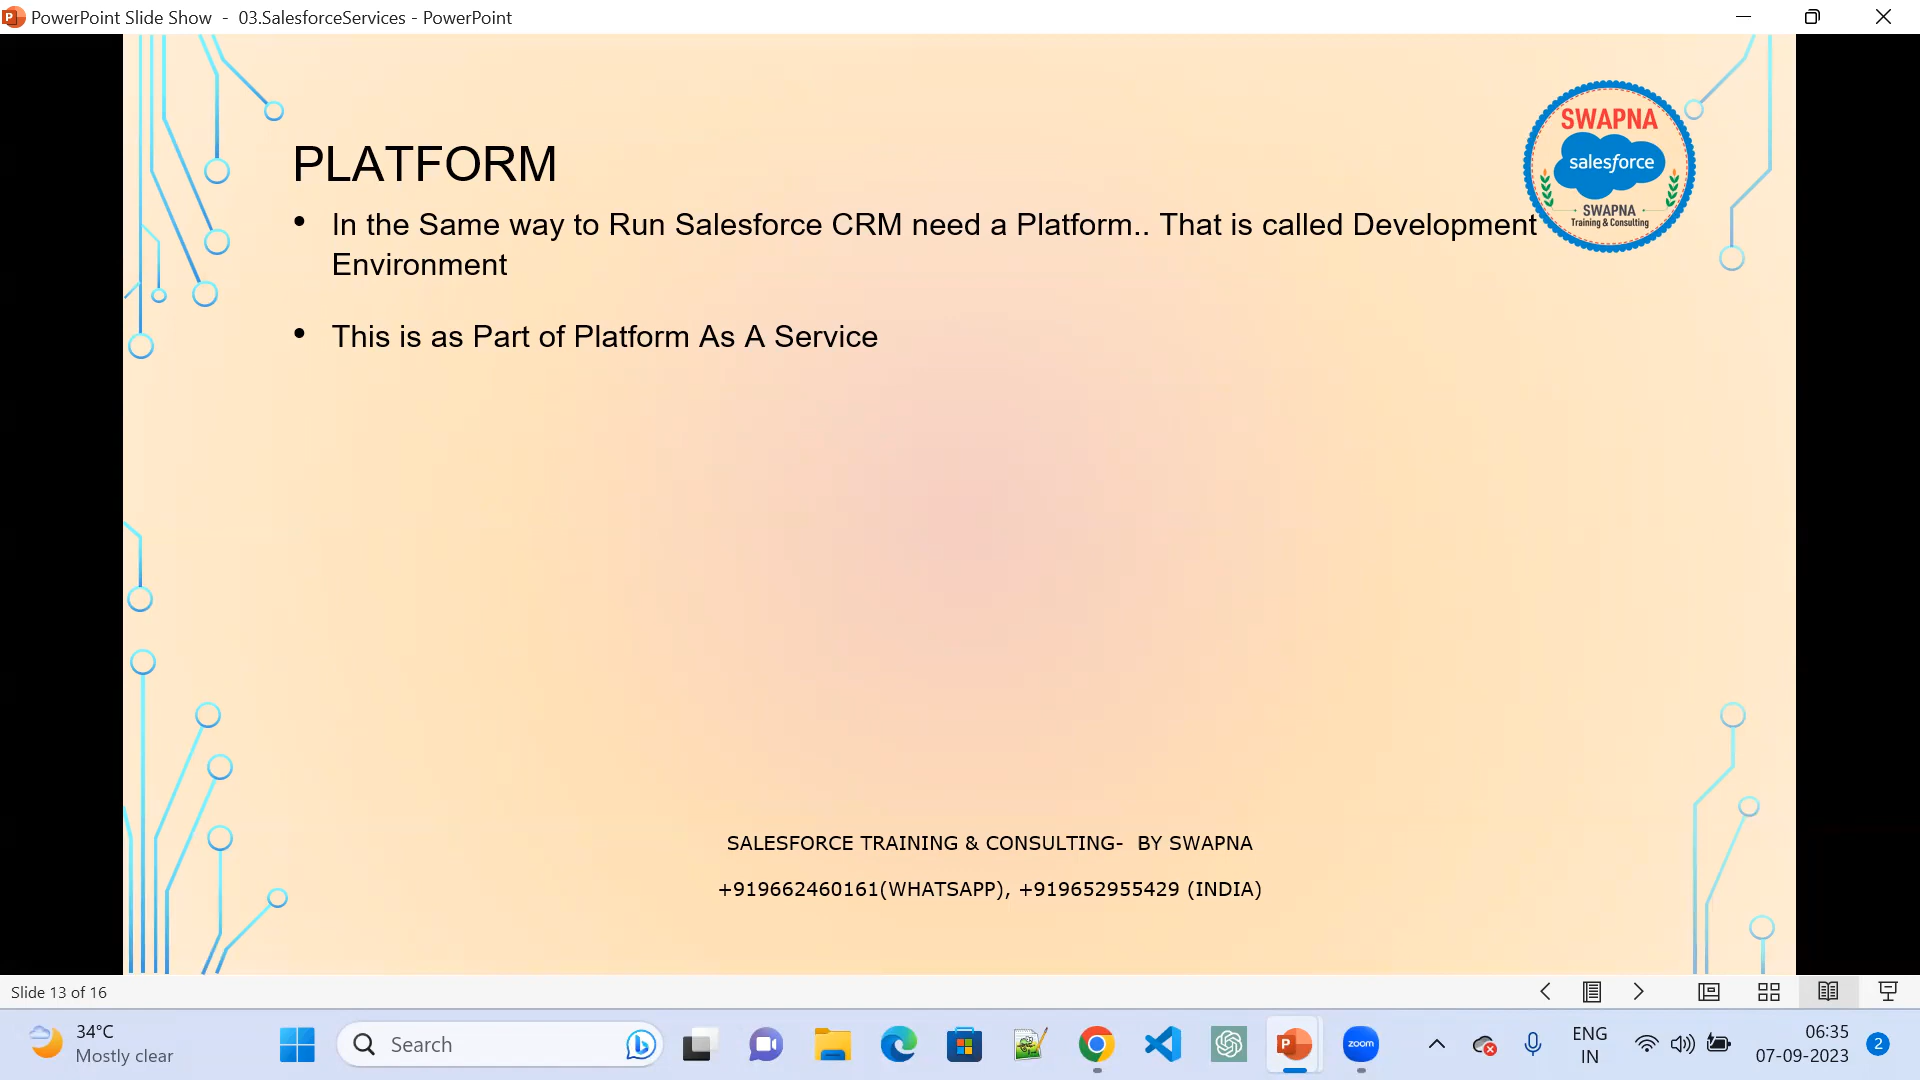 PowerPoint Slide Show - 03.SalesforceServices - PowerPoint
SWAPNA
salesforce
SWAPNA
Training & Consulting
PLATFORM
• In the Same way to Run Salesforce CRM need a Platform.. That is called Development
Environment
• This is as Part of Platform As A Service
SALESFORCE TRAINING & CONSULTING- BY SWAPNA
+919662460161(WHATSAPP), +919652955429 (INDIA)
Slide 13 of 16
34°C
Mostly clear
Search
zoom
ENG
IN
06:35
07-09-2023
2